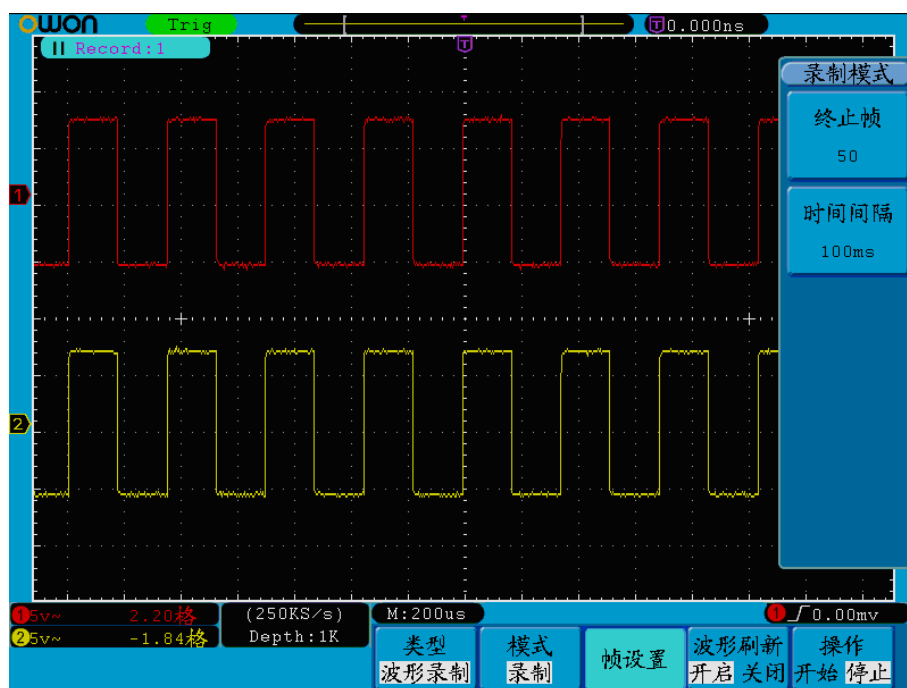 owon Trig T 0.000ns
Record:1
T
录制模式
终止帧
50
时间间隔
100ms
1
2
1 5v~ 2.20格 (250KS/s) M:200us 1 0.00mv
2 5v~ -1.84格 Depth:1K
类型 模式 帧设置 波形刷新 操作
波形录制 录制 开启 关闭 开始 停止